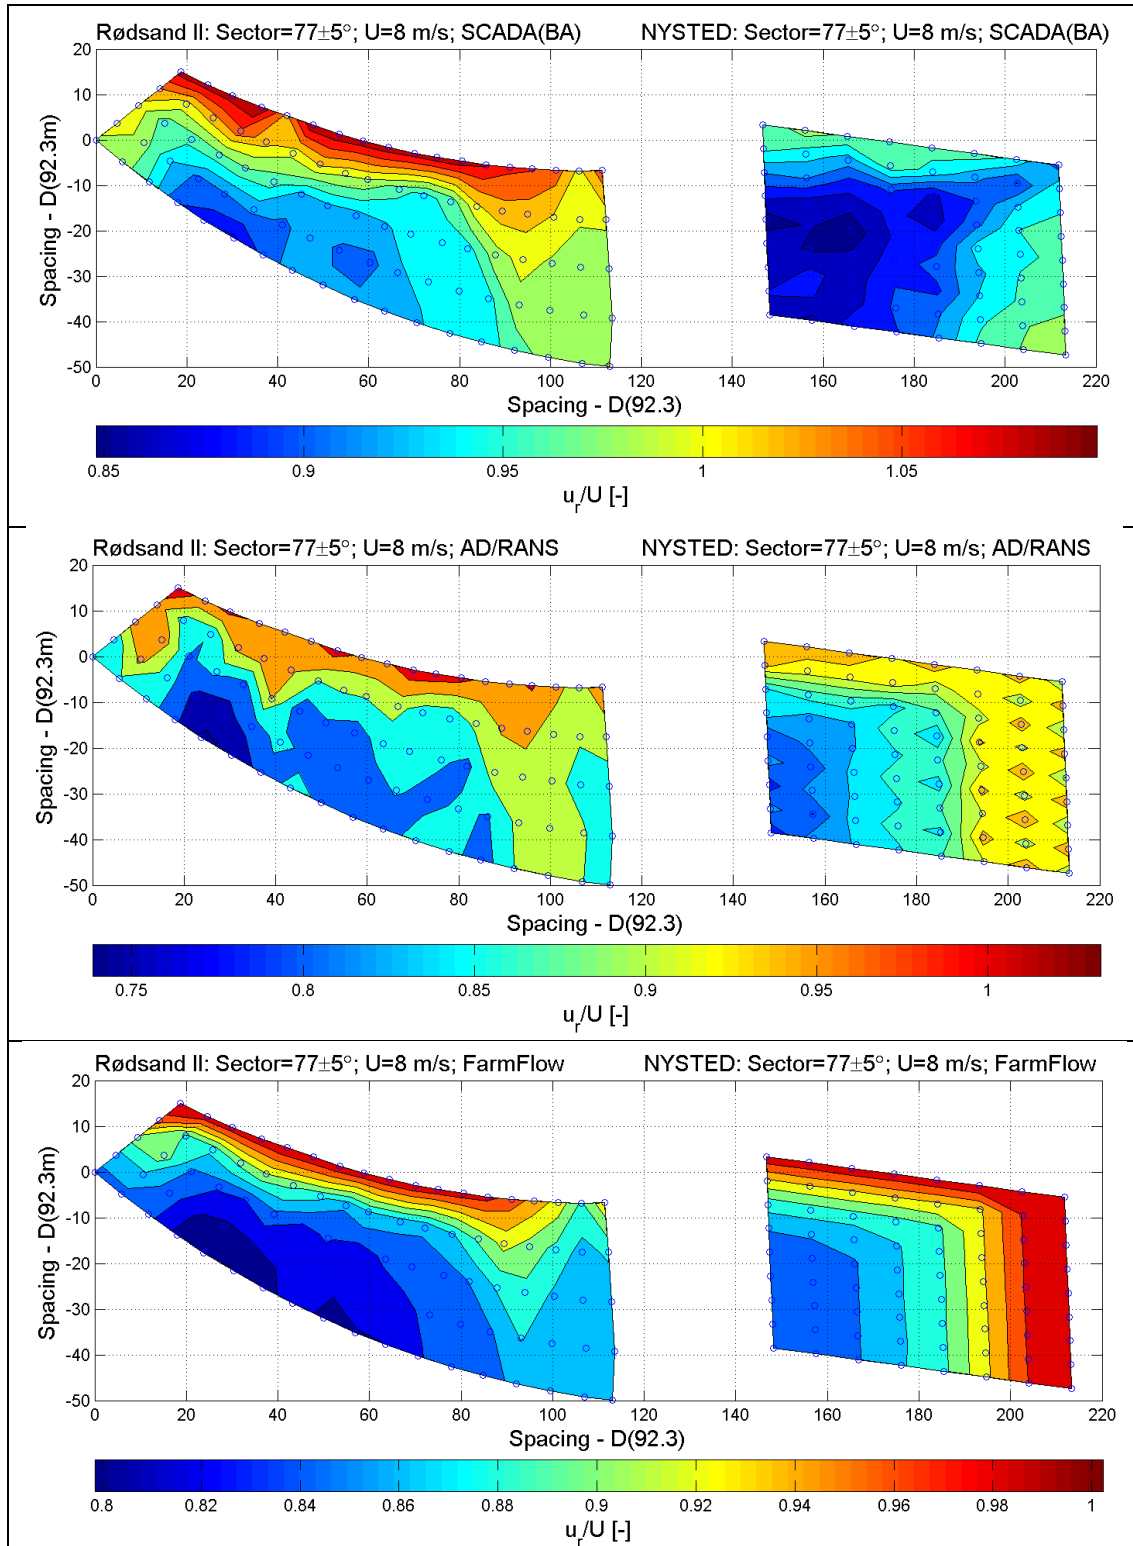 Rødsand II: Sector=77±5°; U=8 m/s; SCADA(BA) NYSTED: Sector=77±5°; U=8 m/s; SCADA(BA)
20
10
0
-10
-20
-30
-40
-50
Spacing - D(92.3m)
0 20 40 60 80 100 120 140 160 180 200 220
Spacing - D(92.3)
0.85 0.9 0.95 1 1.05
u_r/U [-]
Rødsand II: Sector=77±5°; U=8 m/s; AD/RANS NYSTED: Sector=77±5°; U=8 m/s; AD/RANS
20
10
0
-10
-20
-30
-40
-50
Spacing - D(92.3m)
0 20 40 60 80 100 120 140 160 180 200 220
Spacing - D(92.3)
0.75 0.8 0.85 0.9 0.95 1
u_r/U [-]
Rødsand II: Sector=77±5°; U=8 m/s; FarmFlow NYSTED: Sector=77±5°; U=8 m/s; FarmFlow
20
10
0
-10
-20
-30
-40
-50
Spacing - D(92.3m)
0 20 40 60 80 100 120 140 160 180 200 220
Spacing - D(92.3)
0.8 0.82 0.84 0.86 0.88 0.9 0.92 0.94 0.96 0.98 1
u_r/U [-]